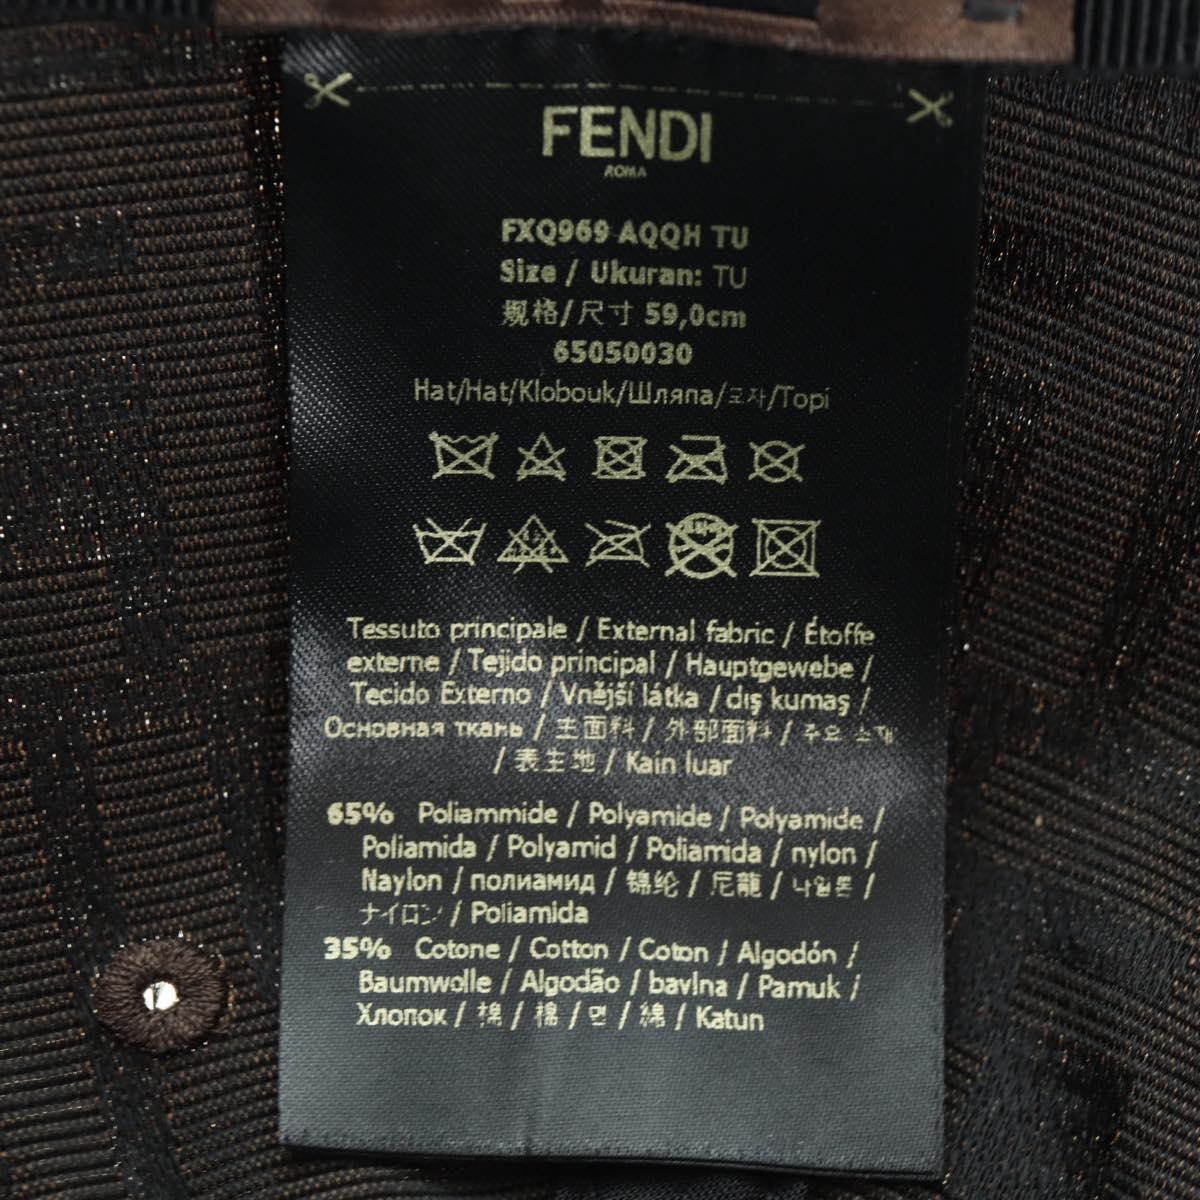 FENDI
ROMA
FXQ969 AQQH TU
Size / Ukuran: TU
规格/尺寸 59,0cm
65050030
Hat/Hat/Klobouk/Шляпа/모자/Topi
Tessuto principale / External fabric / Étoffe
externe / Tejido principal / Hauptgewebe /
Tecido Externo / Vnější látka / dış kumaş /
Основная ткань / 主面料 / 外部面料 / 주요 소재
/ 表生地 / Kain luar
65% Poliammide / Polyamide / Polyamide /
Poliamida / Polyamid / Poliamida / nylon /
Naylon / полиамид / 锦纶 / 尼龍 / 나일론 /
ナイロン / Poliamida
35% Cotone / Cotton / Coton / Algodón /
Baumwolle / Algodão / bavlna / Pamuk /
Хлопок / 棉 / 棉 / 면 / 綿 / Katun